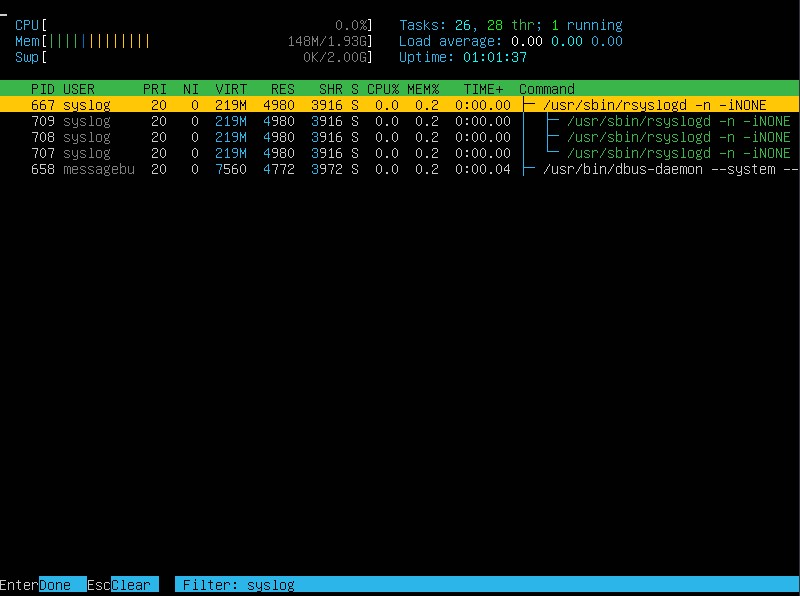 CPU[ 0.0%] Tasks: 26, 28 thr; 1 running
Mem[|||||||||||||| 148M/1.93G] Load average: 0.00 0.00 0.00
Swp[ 0K/2.00G] Uptime: 01:01:37
PID USER PRI NI VIRT RES SHR S CPU% MEM% TIME+ Command
667 syslog 20 0 219M 4980 3916 S 0.0 0.2 0:00.00 ├─ /usr/sbin/rsyslogd -n -iNONE
709 syslog 20 0 219M 4980 3916 S 0.0 0.2 0:00.00 │ ├─ /usr/sbin/rsyslogd -n -iNONE
708 syslog 20 0 219M 4980 3916 S 0.0 0.2 0:00.00 │ ├─ /usr/sbin/rsyslogd -n -iNONE
707 syslog 20 0 219M 4980 3916 S 0.0 0.2 0:00.00 │ └─ /usr/sbin/rsyslogd -n -iNONE
658 messagebu 20 0 7560 4772 3972 S 0.0 0.2 0:00.04 ├─ /usr/bin/dbus-daemon --system --
EnterDone EscClear Filter: syslog